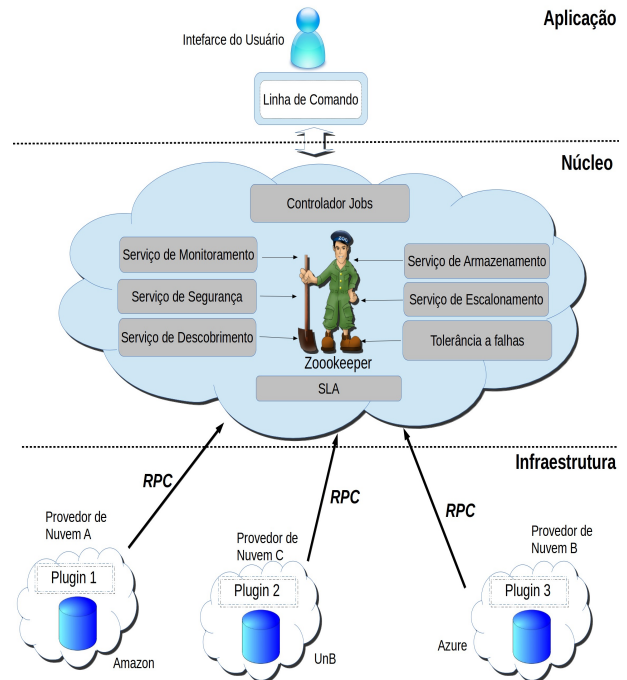 Aplicação
Intefarce do Usuário
Linha de Comando
Núcleo
Controlador Jobs
ZOO
Serviço de Monitoramento
Serviço de Armazenamento
Serviço de Segurança
Serviço de Escalonamento
Serviço de Descobrimento
Tolerância a falhas
Zoookeeper
SLA
Infraestrutura
RPC
RPC
RPC
Provedor de
Nuvem A
Plugin 1
Amazon
Provedor de
Nuvem C
Plugin 2
UnB
Provedor de
Nuvem B
Plugin 3
Azure